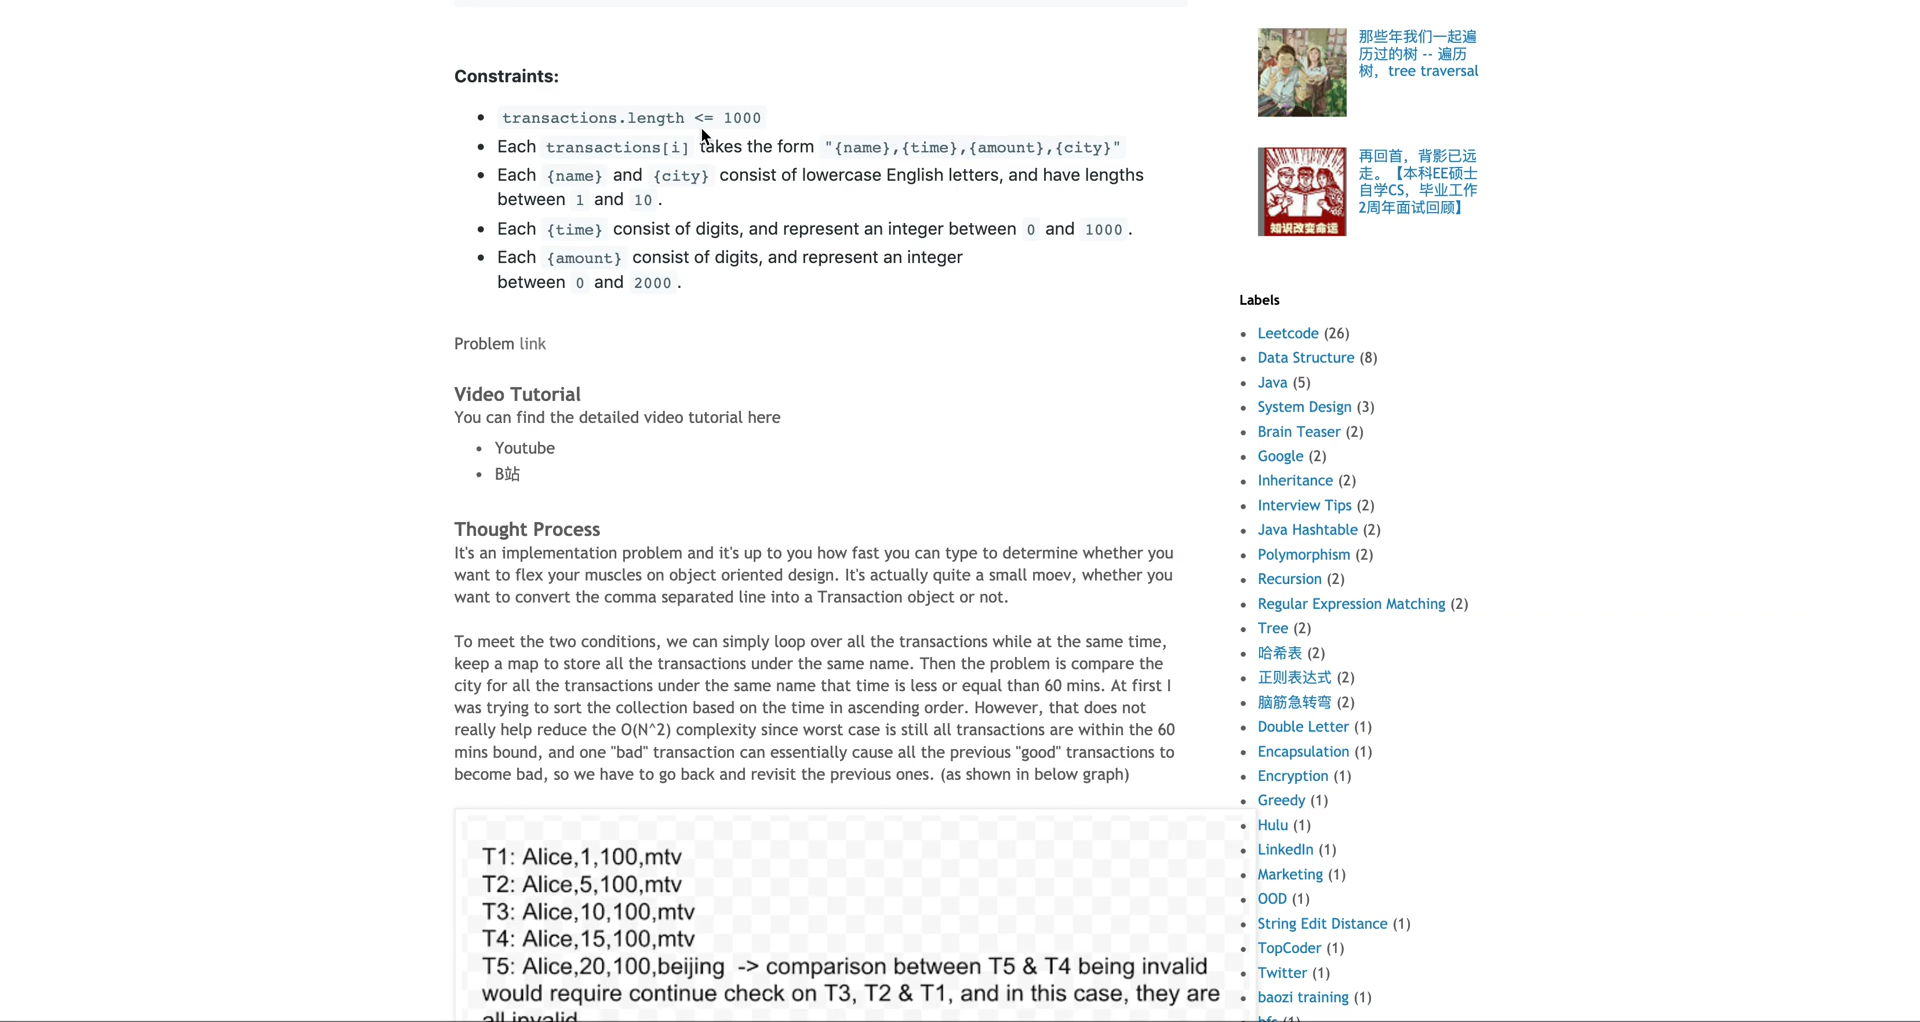 Constraints:
transactions.length <= 1000
Each transactions[i] takes the form "{name},{time},{amount},{city}"
Each {name} and {city} consist of lowercase English letters, and have lengths
between 1 and 10.
Each {time} consist of digits, and represent an integer between 0 and 1000.
Each {amount} consist of digits, and represent an integer
between 0 and 2000.
Problem link
Video Tutorial
You can find the detailed video tutorial here
Youtube
B站
Thought Process
It's an implementation problem and it's up to you how fast you can type to determine whether you
want to flex your muscles on object oriented design. It's actually quite a small moev, whether you
want to convert the comma separated line into a Transaction object or not.
To meet the two conditions, we can simply loop over all the transactions while at the same time,
keep a map to store all the transactions under the same name. Then the problem is compare the
city for all the transactions under the same name that time is less or equal than 60 mins. At first I
was trying to sort the collection based on the time in ascending order. However, that does not
really help reduce the O(N^2) complexity since worst case is still all transactions are within the 60
mins bound, and one "bad" transaction can essentially cause all the previous "good" transactions to
become bad, so we have to go back and revisit the previous ones. (as shown in below graph)
T1: Alice,1,100,mtv
T2: Alice,5,100,mtv
T3: Alice,10,100,mtv
T4: Alice,15,100,mtv
T5: Alice,20,100,beijing -> comparison between T5 & T4 being invalid
would require continue check on T3, T2 & T1, and in this case, they are
all invalid
那些年我们一起遍
历过的树 -- 遍历
树，tree traversal
知识改变命运
再回首，背影已远
走。【本科EE硕士
自学CS，毕业工作
2周年面试回顾】
Labels
Leetcode (26)
Data Structure (8)
Java (5)
System Design (3)
Brain Teaser (2)
Google (2)
Inheritance (2)
Interview Tips (2)
Java Hashtable (2)
Polymorphism (2)
Recursion (2)
Regular Expression Matching (2)
Tree (2)
哈希表 (2)
正则表达式 (2)
脑筋急转弯 (2)
Double Letter (1)
Encapsulation (1)
Encryption (1)
Greedy (1)
Hulu (1)
LinkedIn (1)
Marketing (1)
OOD (1)
String Edit Distance (1)
TopCoder (1)
Twitter (1)
baozi training (1)
bfs (1)